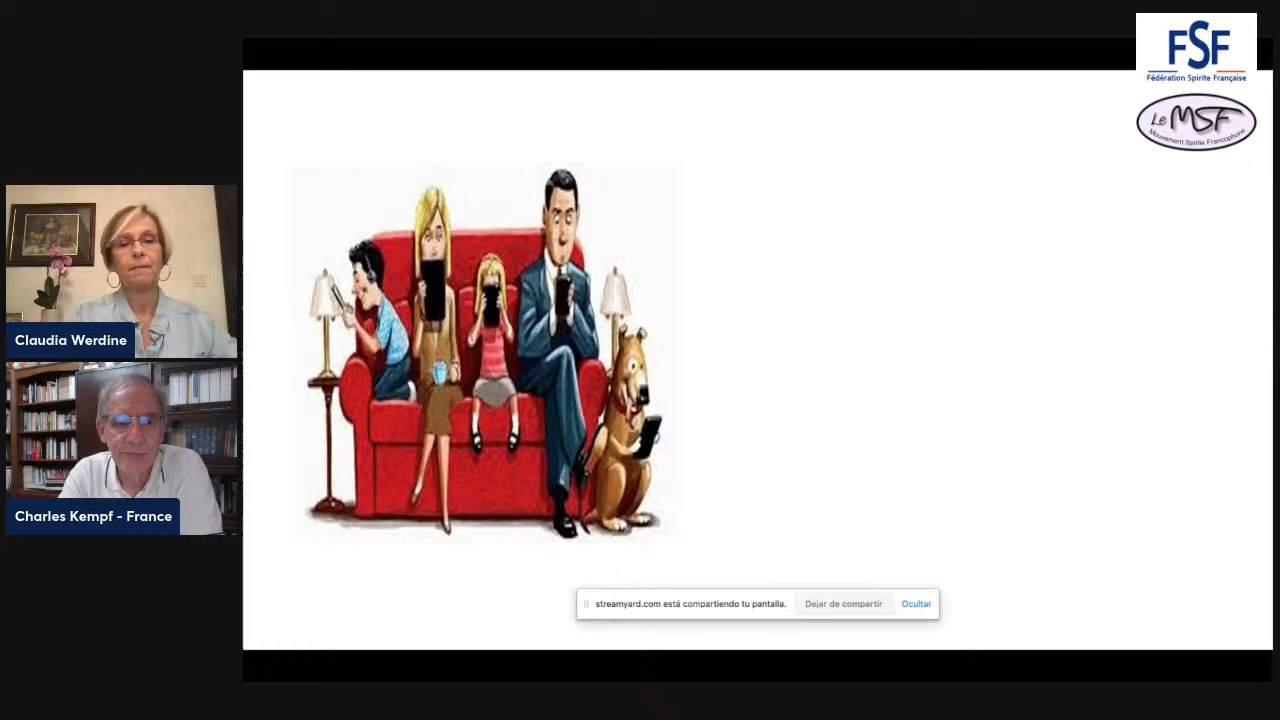 FSF
Fédération Spirite Française
Le MSF
Mouvement Spirite Francophone
Claudia Werdine
Charles Kempf - France
streamyard.com está compartiendo tu pantalla.
Dejar de compartir
Ocultar